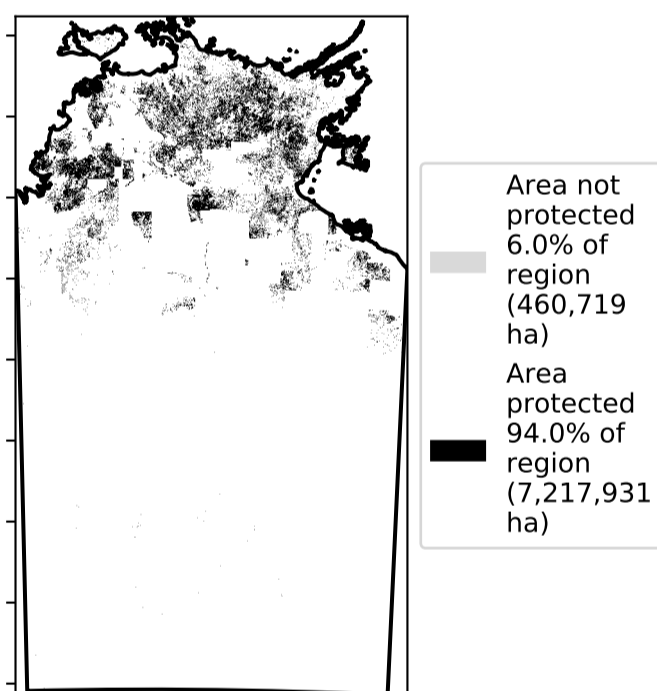 Area not
protected
6.0% of
region
(460,719
ha)
Area
protected
94.0% of
region
(7,217,931
ha)